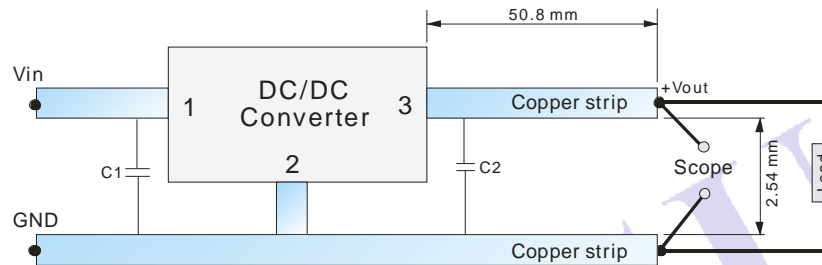 50.8 mm
Vin
DC/DC
Converter
1
3
2
Copper strip
+Vout
C1
C2
Scope
2.54 mm
GND
Copper strip